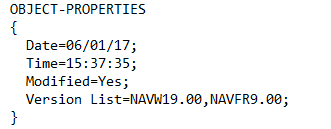 OBJECT-PROPERTIES
{
  Date=06/01/17;
  Time=15:37:35;
  Modified=Yes;
  Version List=NAVW19.00,NAVFR9.00;
}